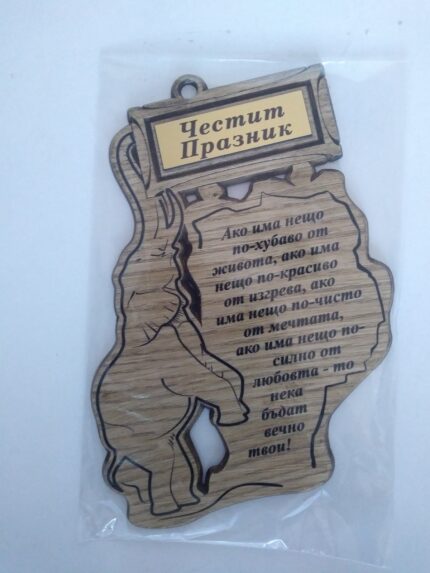 Честит
Празник
Ако има нещо
по-хубаво от
живота, ако има
нещо по-красиво
от изгрева, ако
има нещо по-чисто
от мечтата,
ако има нещо по-
силно от
любовта - то
нека
бъдат
вечно
твои!